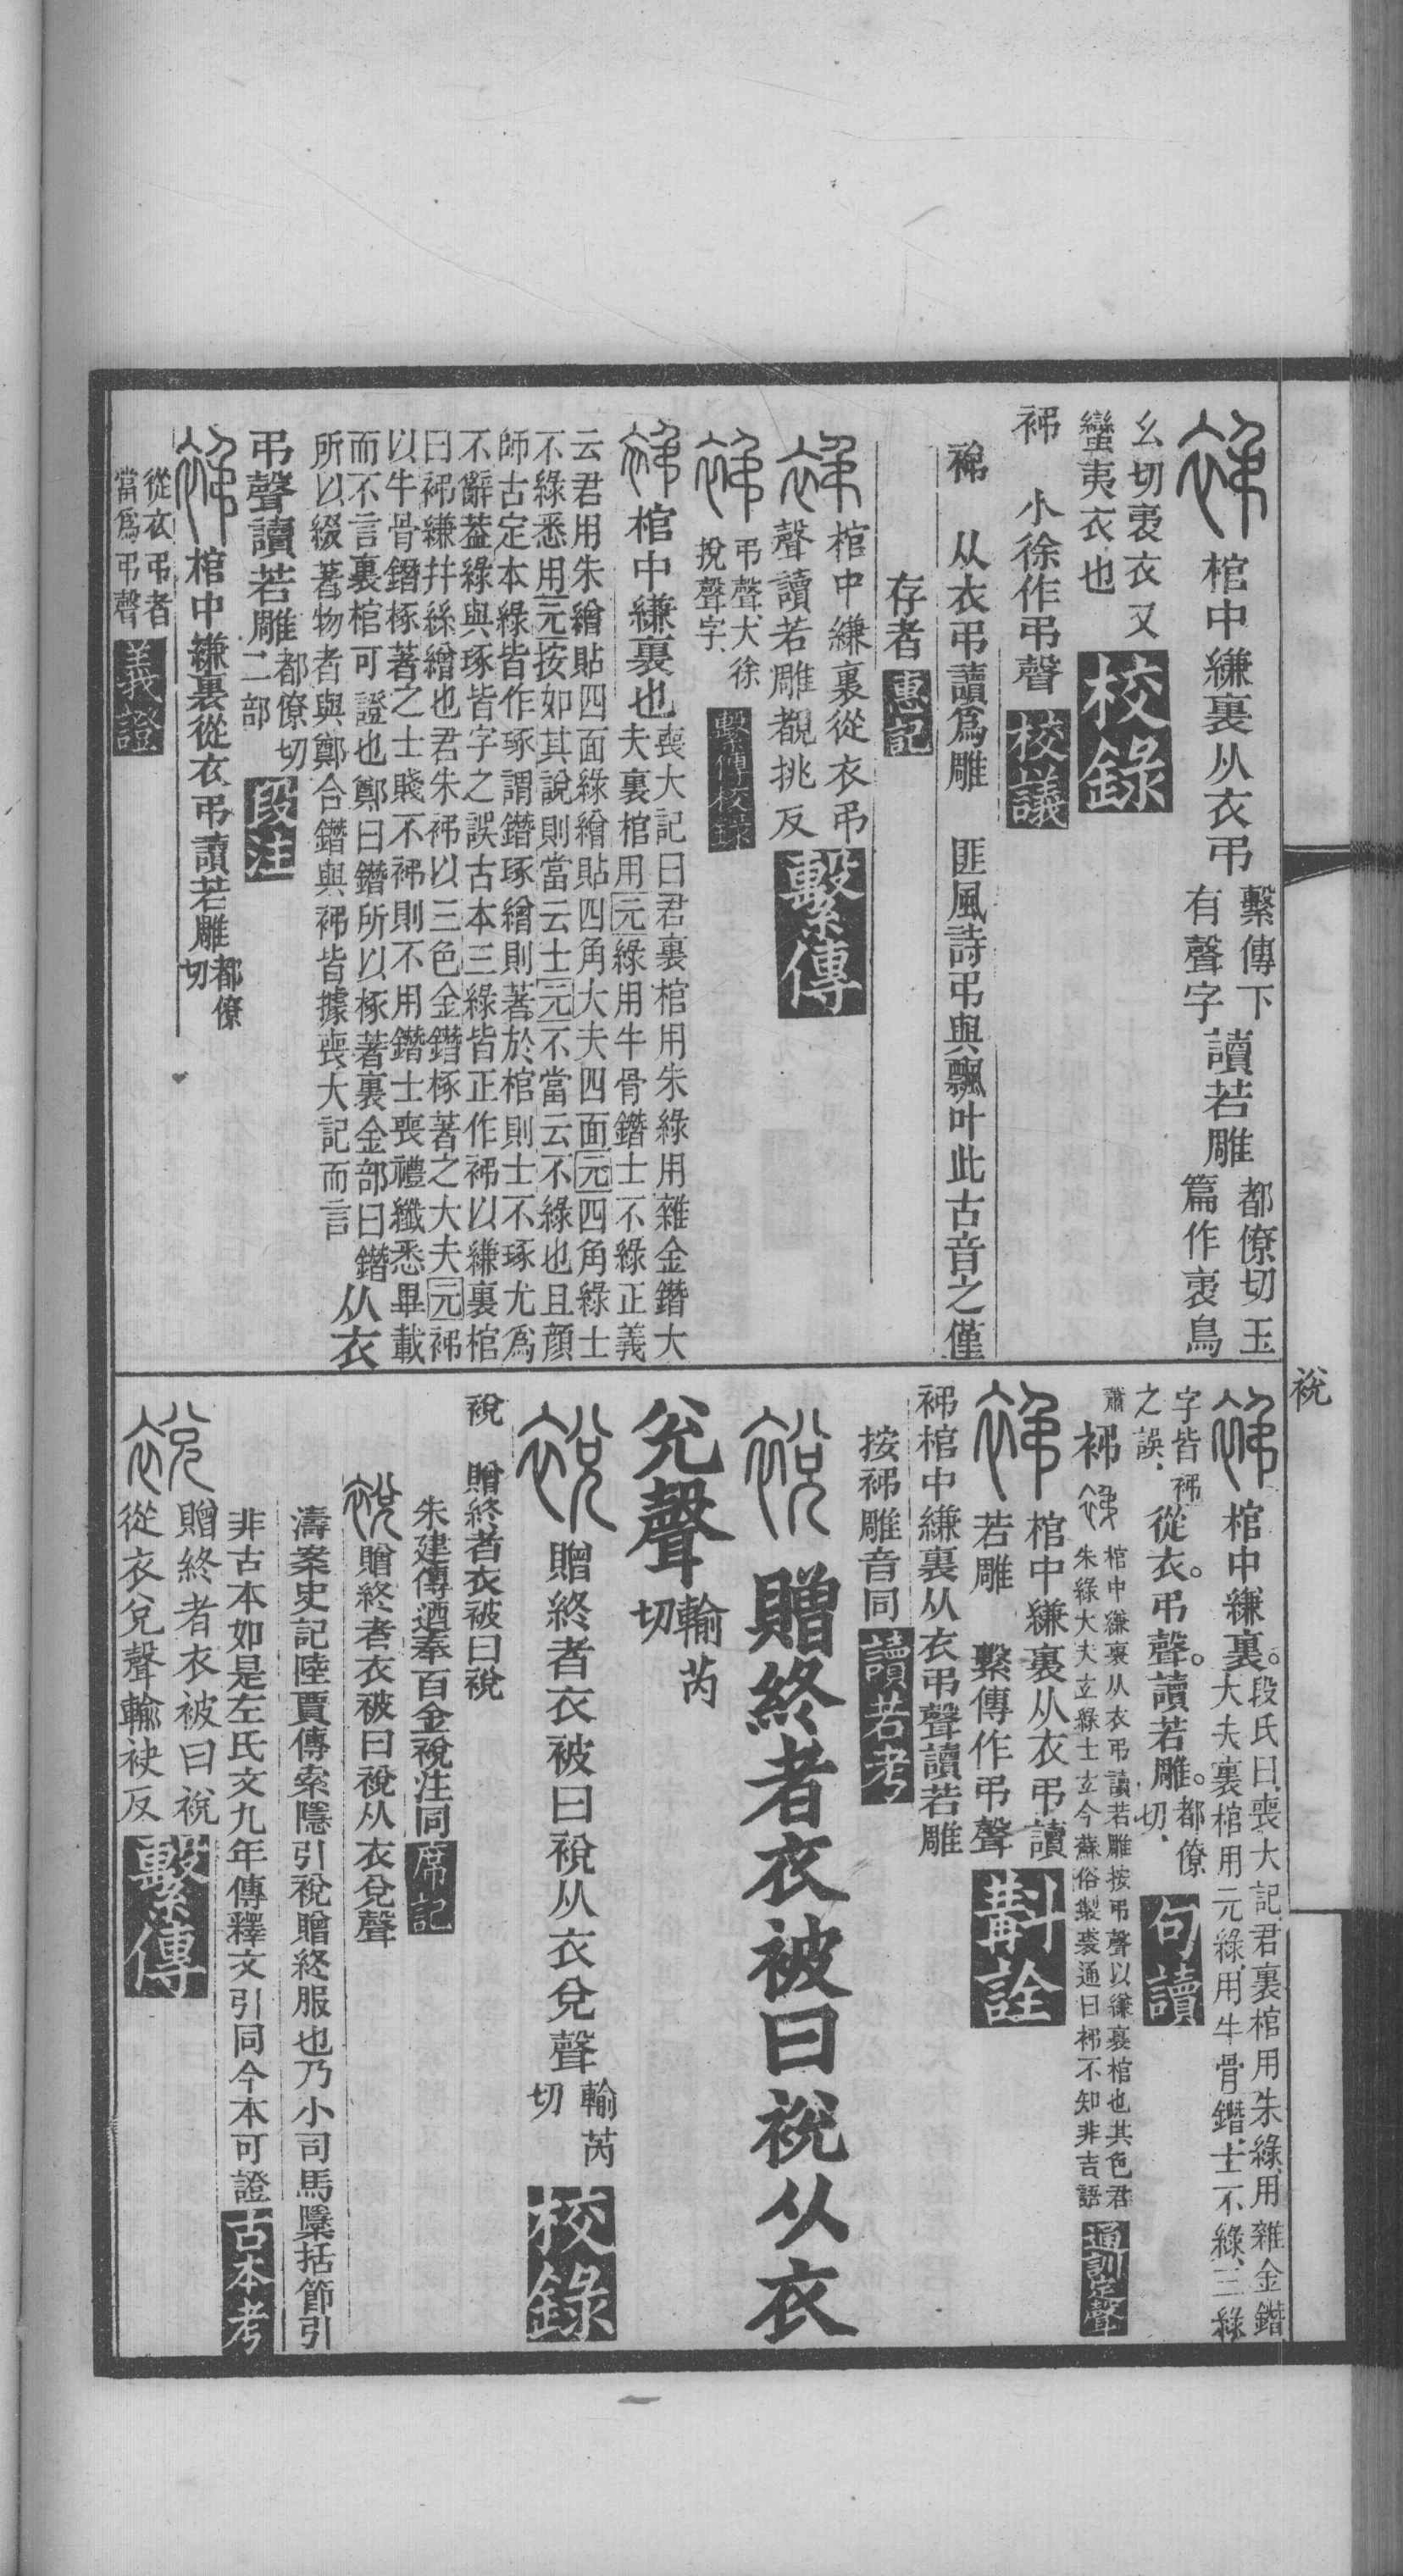 棺中縑裏从衣弔
繫傳下
有聲字
讀若雕
都僚切玉
篇作裛鳥
幺切裛衣又
蠻夷衣也
校錄
祶 小徐作弔聲
校議
从衣弔讀爲雕 匪風詩弔與飄叶此古音之僅
存者
惠記
棺中縑裏從衣弔
聲讀若雕覩挑反
繫傳
弔聲大徐
挩聲字
繫傳校錄
棺中縑裏也
喪大記曰君裏棺用朱綠用雜金鐕大
夫裏棺用元綠用牛骨鐕士不綠正義
云君用朱繒貼四面綠繒貼四角大夫四面元四角綠士
不綠悉用元按如其說則當云士元不當云不綠也且顏
師古定本綠皆作琢謂鐕琢繒則著於棺則士不琢尤爲
不辭葢綠與琢皆字之誤古本三綠皆正作裐以縑裏棺
曰裐縑幷絲繒也君朱裐以三色金鐕椓著之大夫元裐
以牛骨鐕椓著之士賤不裐則不用鐕士喪禮纖悉畢載
而不言裏棺可證也鄭曰鐕所以椓著裏金部曰鐕
所以綴著物者與鄭合鐕與裐皆據喪大記而言
从衣
弔聲讀若雕
都僚切
二部
段注
棺中縑裏從衣弔讀若雕
都僚
切
從衣弔者
當爲弔聲
義證
裞
棺中縑裏。
段氏曰喪大記君裏棺用朱綠用雜金鐕
大夫裏棺用元綠用牛骨鐕士不綠三綠
字皆裐
之誤
從衣。弔聲。讀若雕。
都僚
切
句讀
蕭
棺中縑裏从衣弔讀若雕按弔聲以縑裏棺也其色君
朱綠大夫玄綠士玄今蘇俗製裘通曰裐不知非吉語
通訓定聲
棺中縑裏从衣弔讀
若雕 繫傳作弔聲
斠詮
裐棺中縑裏从衣弔聲讀若雕
按裐雕音同
讀若考
贈終者衣被曰裞从衣
兌聲
輸芮
切
贈終者衣被曰裞从衣兌聲
輸芮
切
校錄
裞 贈終者衣被曰裞
朱建傳迺奉百金裞注同
席記
贈終者衣被曰裞从衣兌聲
濤案史記陸賈傳索隱引裞贈終服也乃小司馬檃括節引
非古本如是左氏文九年傳釋文引同今本可證
古本考
贈終者衣被曰裞
從衣兌聲輸袂反
繫傳